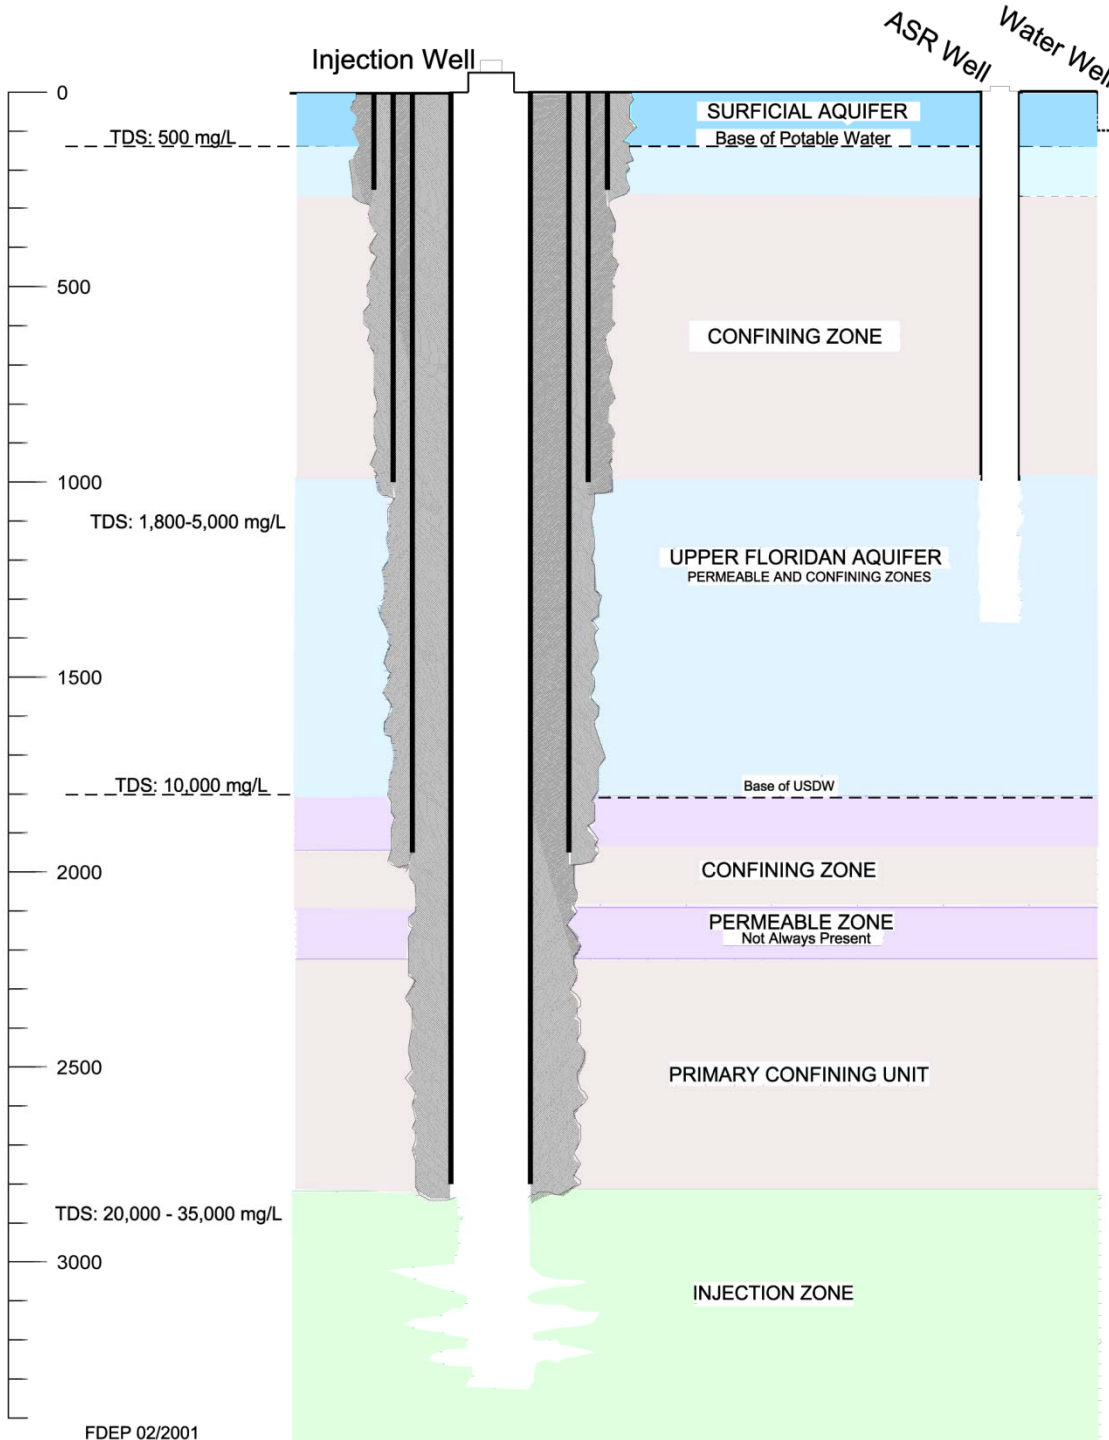 Injection Well
ASR Well
Water Well
0
SURFICIAL AQUIFER
TDS: 500 mg/L
Base of Potable Water
500
CONFINING ZONE
1000
TDS: 1,800-5,000 mg/L
UPPER FLORIDAN AQUIFER
PERMEABLE AND CONFINING ZONES
1500
TDS: 10,000 mg/L
Base of USDW
2000
CONFINING ZONE
PERMEABLE ZONE
Not Always Present
2500
PRIMARY CONFINING UNIT
TDS: 20,000 - 35,000 mg/L
3000
INJECTION ZONE
FDEP 02/2001